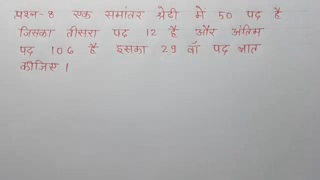 प्रश्न-8 एक समांतर श्रेढी मे 50 पद है
जिसका तीसरा पद 12 है और अंतिम
पद 106 है इसका 29 वाँ पद ज्ञात
कीजिए ।